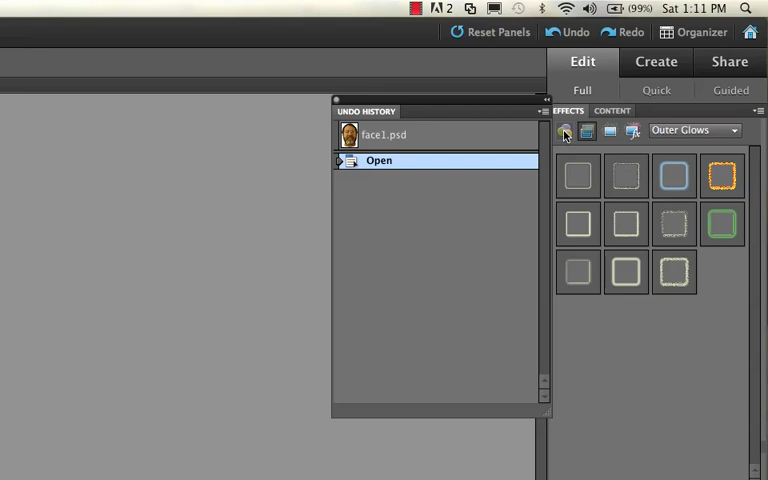 2 (99%) Sat 1:11 PM
Reset Panels Undo Redo Organizer
Edit Create Share
Full Quick Guided
UNDO HISTORY
EFFECTS CONTENT
Outer Glows
face1.psd
Open